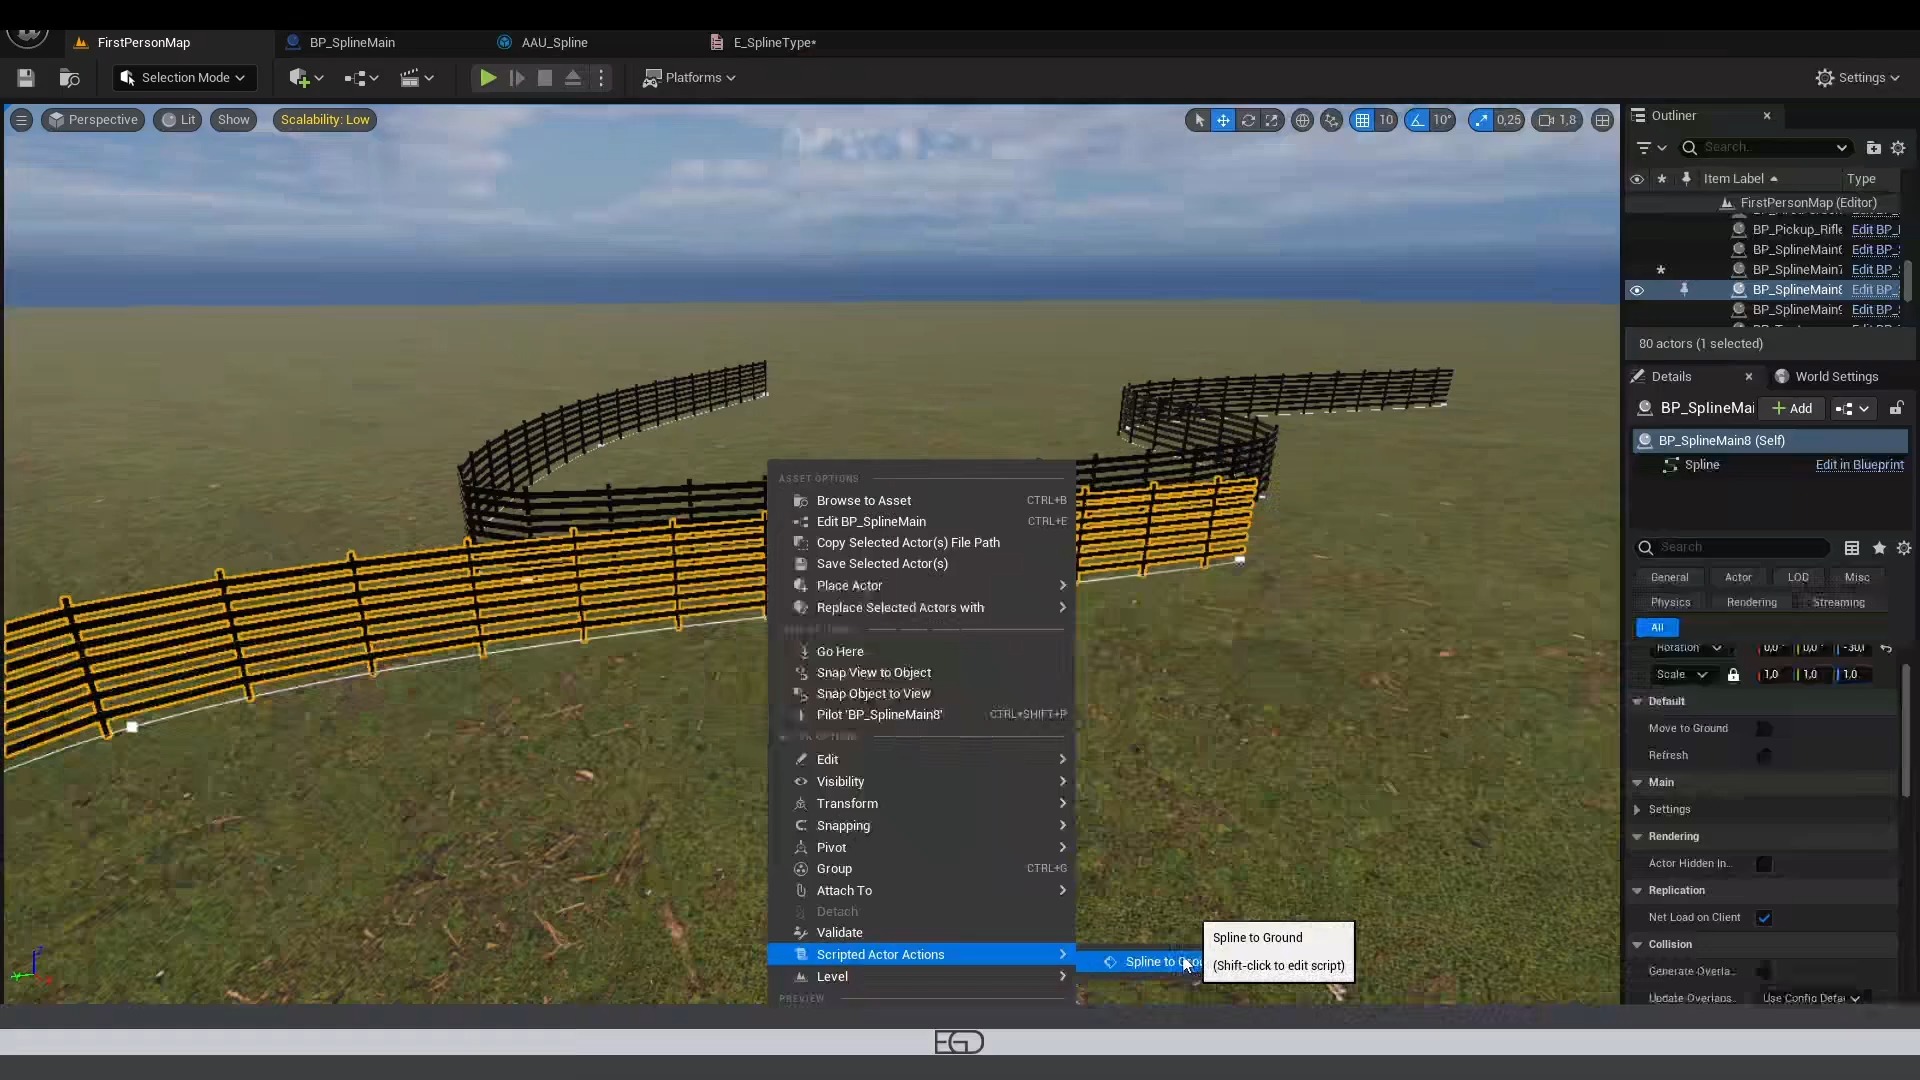 FirstPersonMap
BP_SplineMain
AAU_Spline
E_SplineType*
Selection Mode
Platforms
Settings
Perspective
Lit
Show
Scalability: Low
10
10°
0,25
1,8
Outliner
Search...
Item Label
Type
FirstPersonMap (Editor)
BP_Pickup_Rifle
Edit BP_
BP_SplineMain6
Edit BP_
BP_SplineMain7
Edit BP_
BP_SplineMain8
Edit BP_
BP_SplineMain9
Edit BP_
80 actors (1 selected)
Details
World Settings
BP_SplineMai
Add
BP_SplineMain8 (Self)
Spline
Edit in Blueprint
Search
General
Actor
LOD
Misc
Physics
Rendering
Streaming
All
Rotation
0,0
0,0
Scale
1,0
1,0
1,0
Default
Move to Ground
Refresh
Main
Settings
Rendering
Actor Hidden In...
Replication
Net Load on Client
Collision
Generate Overla...
Update Overlaps...
Use Config Defau
ASSET OPTIONS
Browse to Asset
CTRL+B
Edit BP_SplineMain
CTRL+E
Copy Selected Actor(s) File Path
Save Selected Actor(s)
Place Actor
Replace Selected Actors with
Go Here
Snap View to Object
Snap Object to View
Pilot 'BP_SplineMain8'
CTRL+SHIFT+P
Edit
Visibility
Transform
Snapping
Pivot
Group
CTRL+G
Attach To
Detach
Validate
Scripted Actor Actions
Level
PREVIEW
Spline to Grou
Spline to Ground
(Shift-click to edit script)
EGD